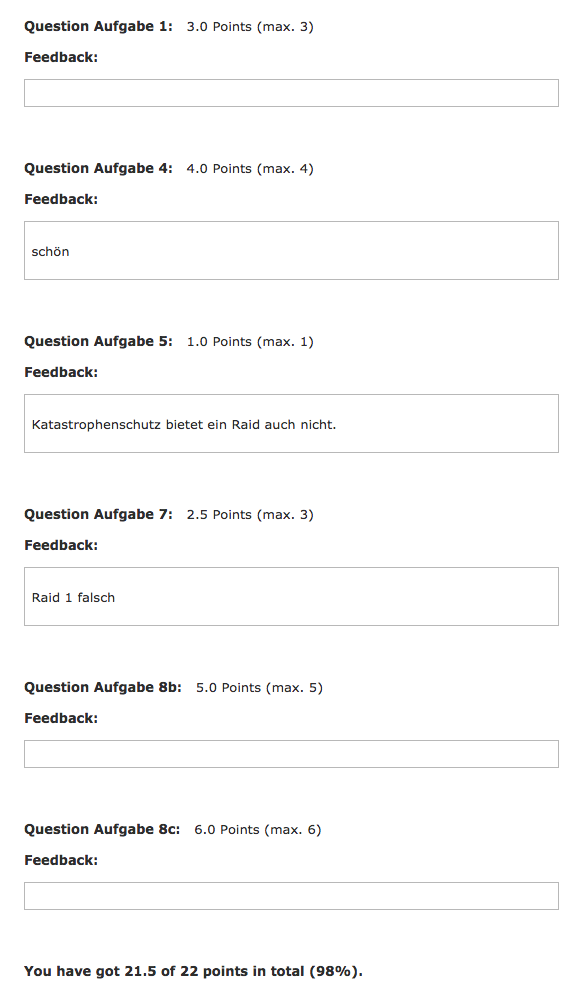 Question Aufgabe 1: 3.0 Points (max. 3)
Feedback:
Question Aufgabe 4: 4.0 Points (max. 4)
Feedback:
schön
Question Aufgabe 5: 1.0 Points (max. 1)
Feedback:
Katastrophenschutz bietet ein Raid auch nicht.
Question Aufgabe 7: 2.5 Points (max. 3)
Feedback:
Raid 1 falsch
Question Aufgabe 8b: 5.0 Points (max. 5)
Feedback:
Question Aufgabe 8c: 6.0 Points (max. 6)
Feedback:
You have got 21.5 of 22 points in total (98%).